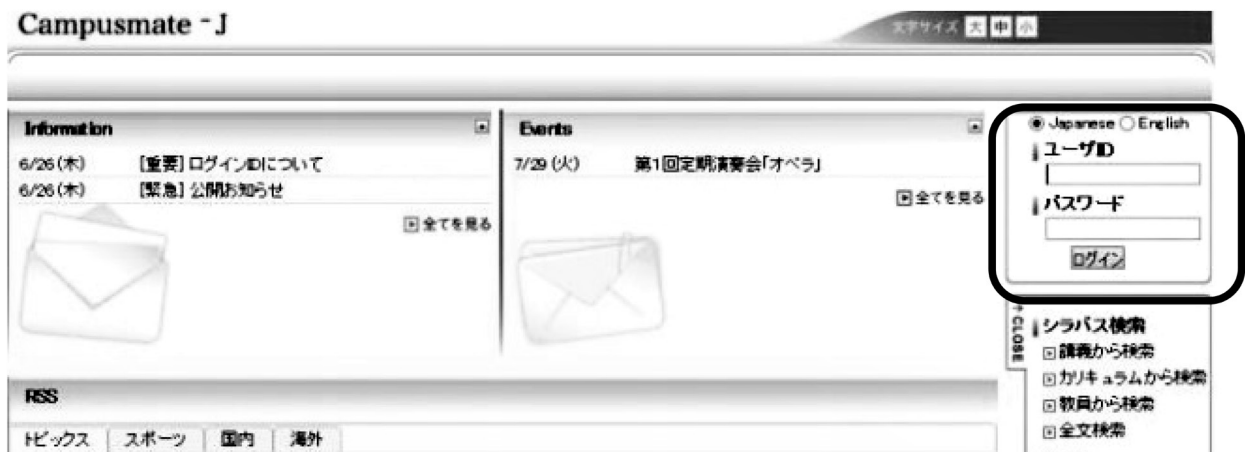 Campusmate -J
文字サイズ 大 中 小
Information
6/26(木) [重要] ログインIDについて
6/26(木) [緊急] 公開お知らせ
全てを見る
Events
7/29(火) 第1回定期演奏会「オペラ」
全てを見る
Japanese English
ユーザID
パスワード
ログイン
↑CLOSE
シラバス検索
講義から検索
カリキュラムから検索
教員から検索
全文検索
RSS
トピックス スポーツ 国内 海外